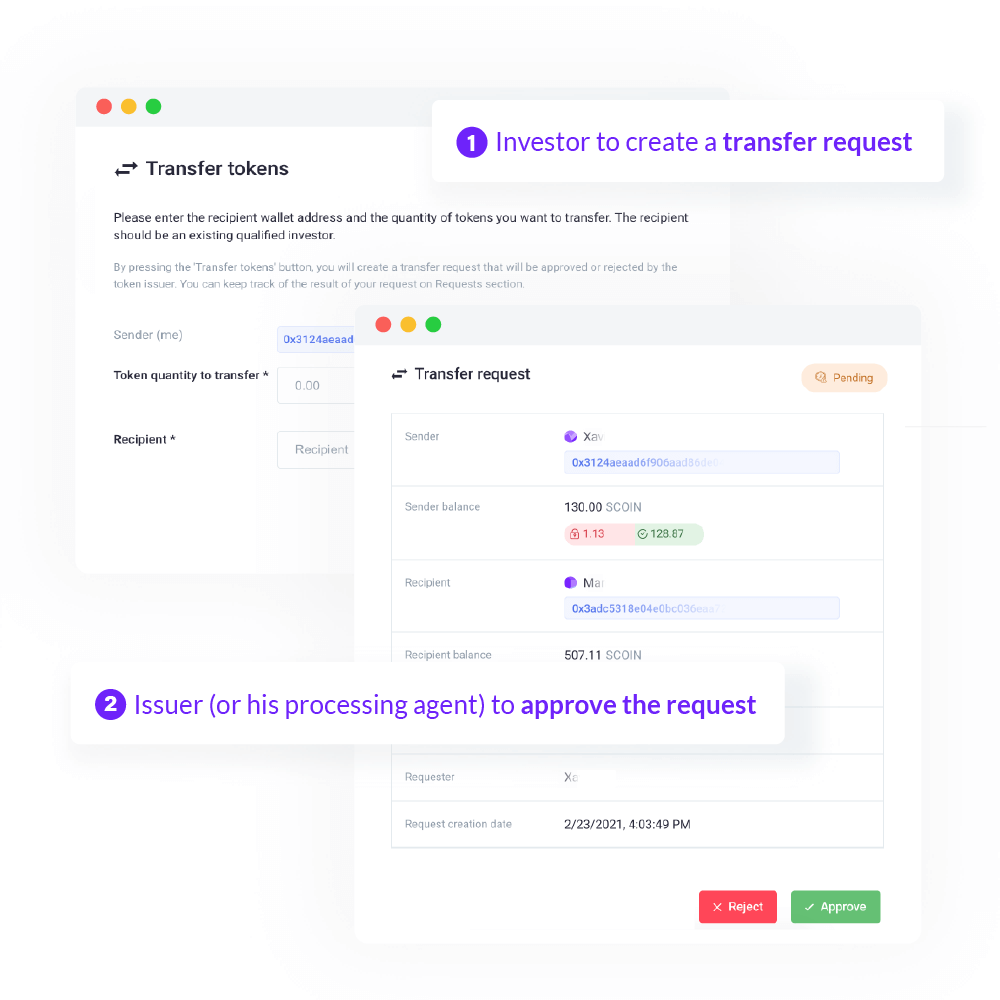 1 Investor to create a transfer request
Transfer tokens
Please enter the recipient wallet address and the quantity of tokens you want to transfer. The recipient
should be an existing qualified investor.
By pressing the 'Transfer tokens' button, you will create a transfer request that will be approved or rejected by the
token issuer. You can keep track of the result of your request on Requests section.
Sender (me)
0x3124aeaad
Token quantity to transfer *
0.00
Recipient *
Recipient
Transfer request
Pending
Sender
Xav
0x3124aeaad6f906aad86de
Sender balance
130.00 SCOIN
1.13
128.87
Recipient
Mar
0x3adc5318e04e0bc036eaa7
Recipient balance
507.11 SCOIN
2 Issuer (or his processing agent) to approve the request
Requester
Xa
Request creation date
2/23/2021, 4:03:49 PM
Reject
Approve